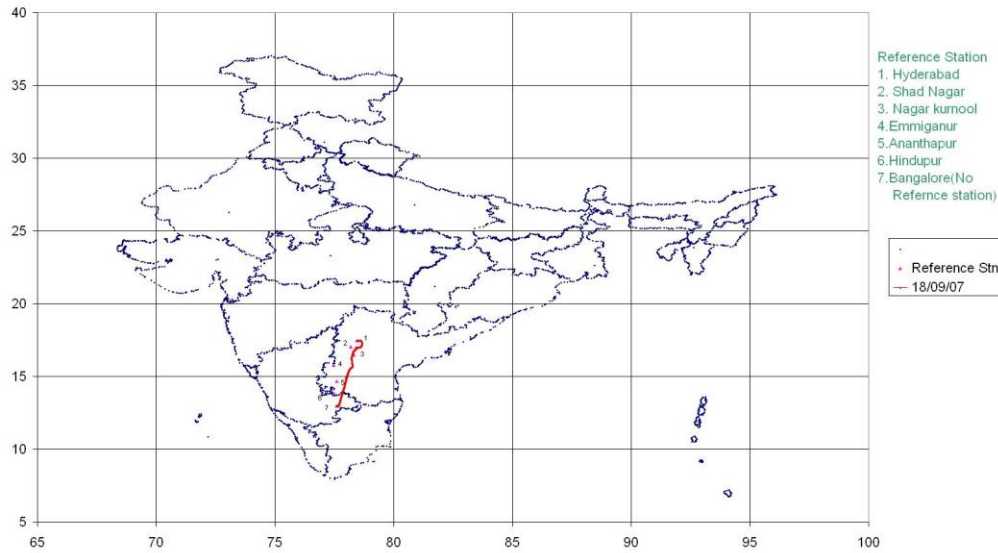 40
35
30
25
20
15
10
5
65 70 75 80 85 90 95 100
1
2
3
4
5
6
7
Reference Station
1. Hyderabad
2. Shad Nagar
3. Nagar kurnool
4.Emmiganur
5.Ananthapur
6.Hindupur
7.Bangalore(No
Refernce station)
Reference Stn
18/09/07